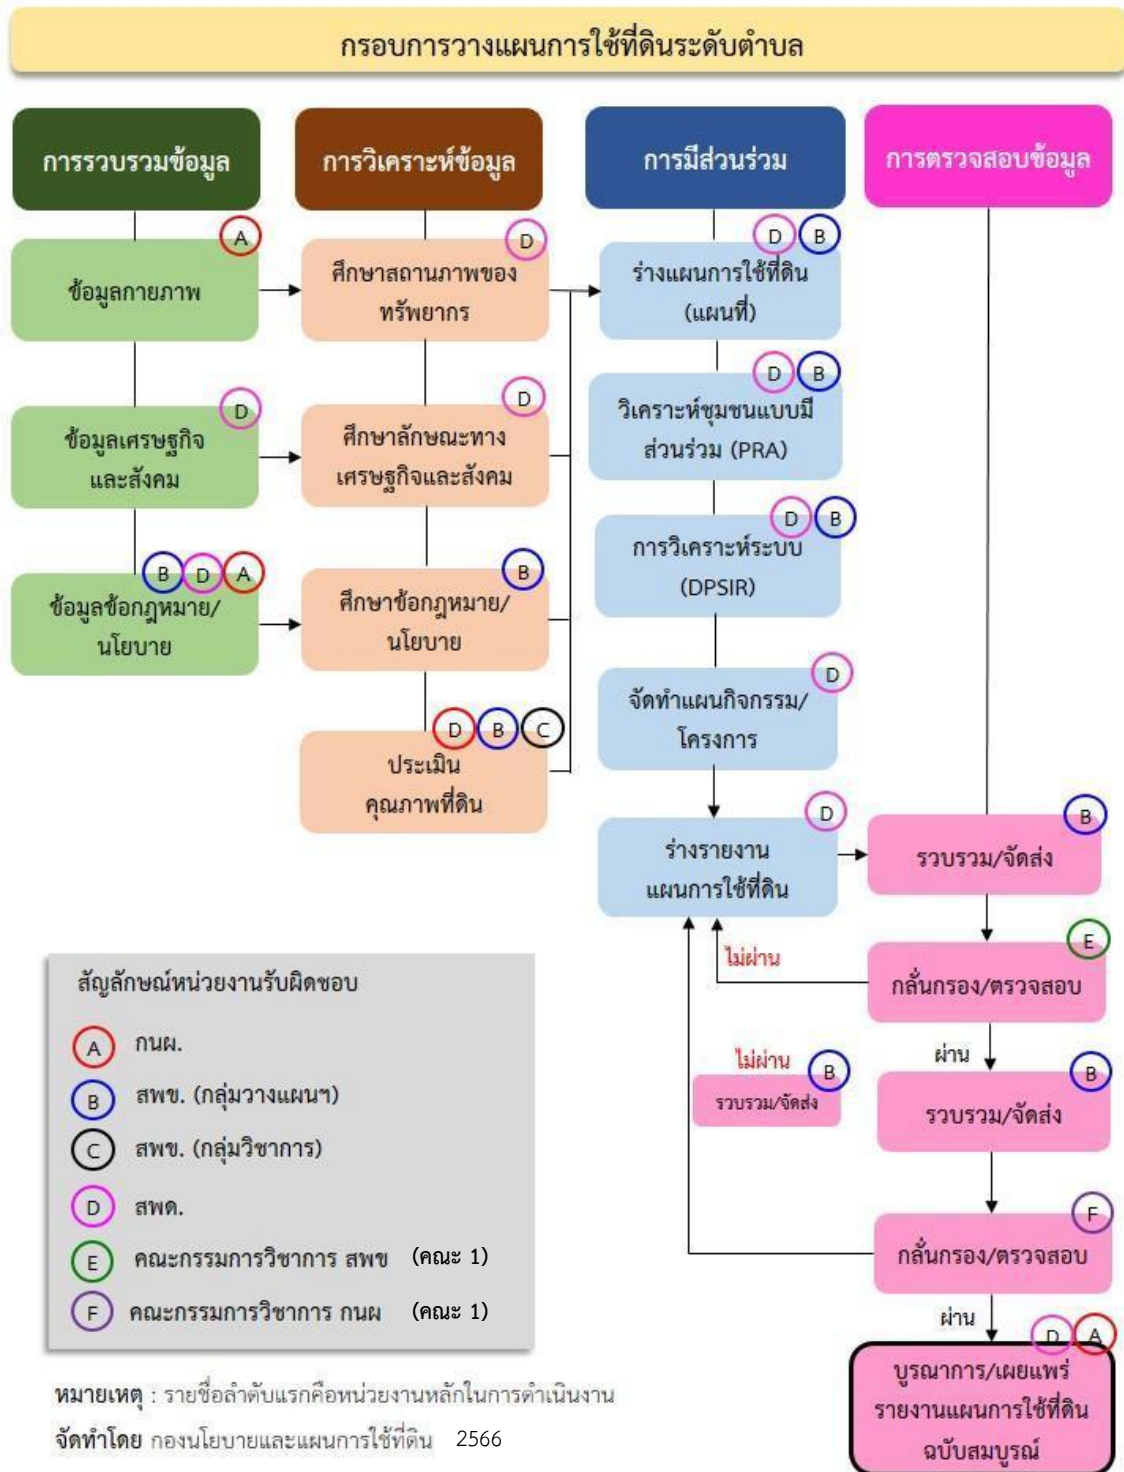 กรอบการวางแผนการใช้ที่ดินระดับตำบล
การรวบรวมข้อมูล
A
ข้อมูลกายภาพ
D
ข้อมูลเศรษฐกิจ
และสังคม
B D A
ข้อมูลข้อกฎหมาย/
นโยบาย
การวิเคราะห์ข้อมูล
D
ศึกษาสถานภาพของ
ทรัพยากร
D
ศึกษาลักษณะทาง
เศรษฐกิจและสังคม
B
ศึกษาข้อกฎหมาย/
นโยบาย
D B C
ประเมิน
คุณภาพที่ดิน
การมีส่วนร่วม
D B
ร่างแผนการใช้ที่ดิน
(แผนที่)
D B
วิเคราะห์ชุมชนแบบมี
ส่วนร่วม (PRA)
D B
การวิเคราะห์ระบบ
(DPSIR)
D
จัดทำแผนกิจกรรม/
โครงการ
D
ร่างรายงาน
แผนการใช้ที่ดิน
การตรวจสอบข้อมูล
B
รวบรวม/จัดส่ง
E
กลั่นกรอง/ตรวจสอบ
ไม่ผ่าน
ผ่าน
B
รวบรวม/จัดส่ง
ไม่ผ่าน
B
รวบรวม/จัดส่ง
F
กลั่นกรอง/ตรวจสอบ
ผ่าน
D A
บูรณาการ/เผยแพร่
รายงานแผนการใช้ที่ดิน
ฉบับสมบูรณ์
สัญลักษณ์หน่วยงานรับผิดชอบ
A กนผ.
B สพข. (กลุ่มวางแผนฯ)
C สพข. (กลุ่มวิชาการ)
D สพด.
E คณะกรรมการวิชาการ สพข (คณะ 1)
F คณะกรรมการวิชาการ กนผ (คณะ 1)
หมายเหตุ : รายชื่อลำดับแรกคือหน่วยงานหลักในการดำเนินงาน
จัดทำโดย กองนโยบายและแผนการใช้ที่ดิน 2566